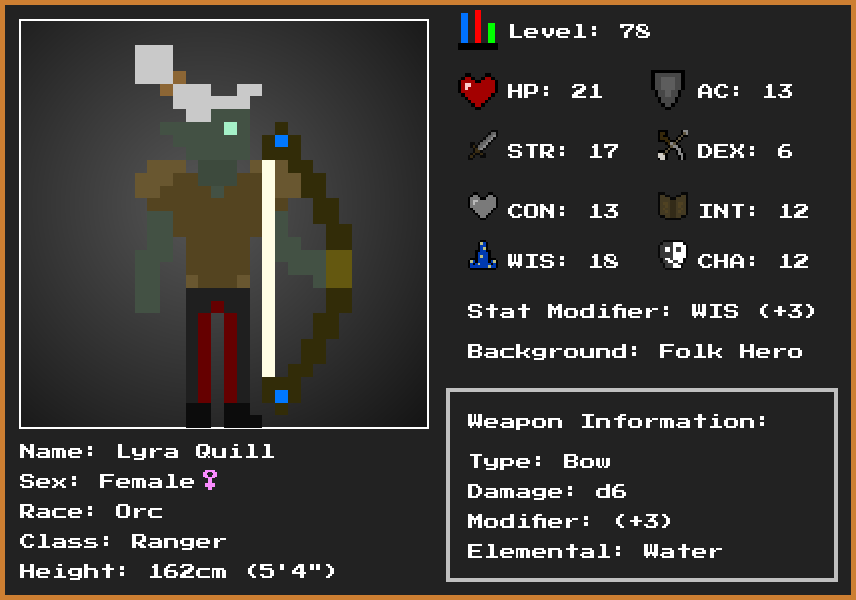 Level: 78
HP: 21 AC: 13
STR: 17 DEX: 6
CON: 13 INT: 12
WIS: 18 CHA: 12
Stat Modifier: WIS (+3)
Background: Folk Hero
Weapon Information:
Type: Bow
Damage: d6
Modifier: (+3)
Elemental: Water
Name: Lyra Quill
Sex: Female♀
Race: Orc
Class: Ranger
Height: 162cm (5'4")